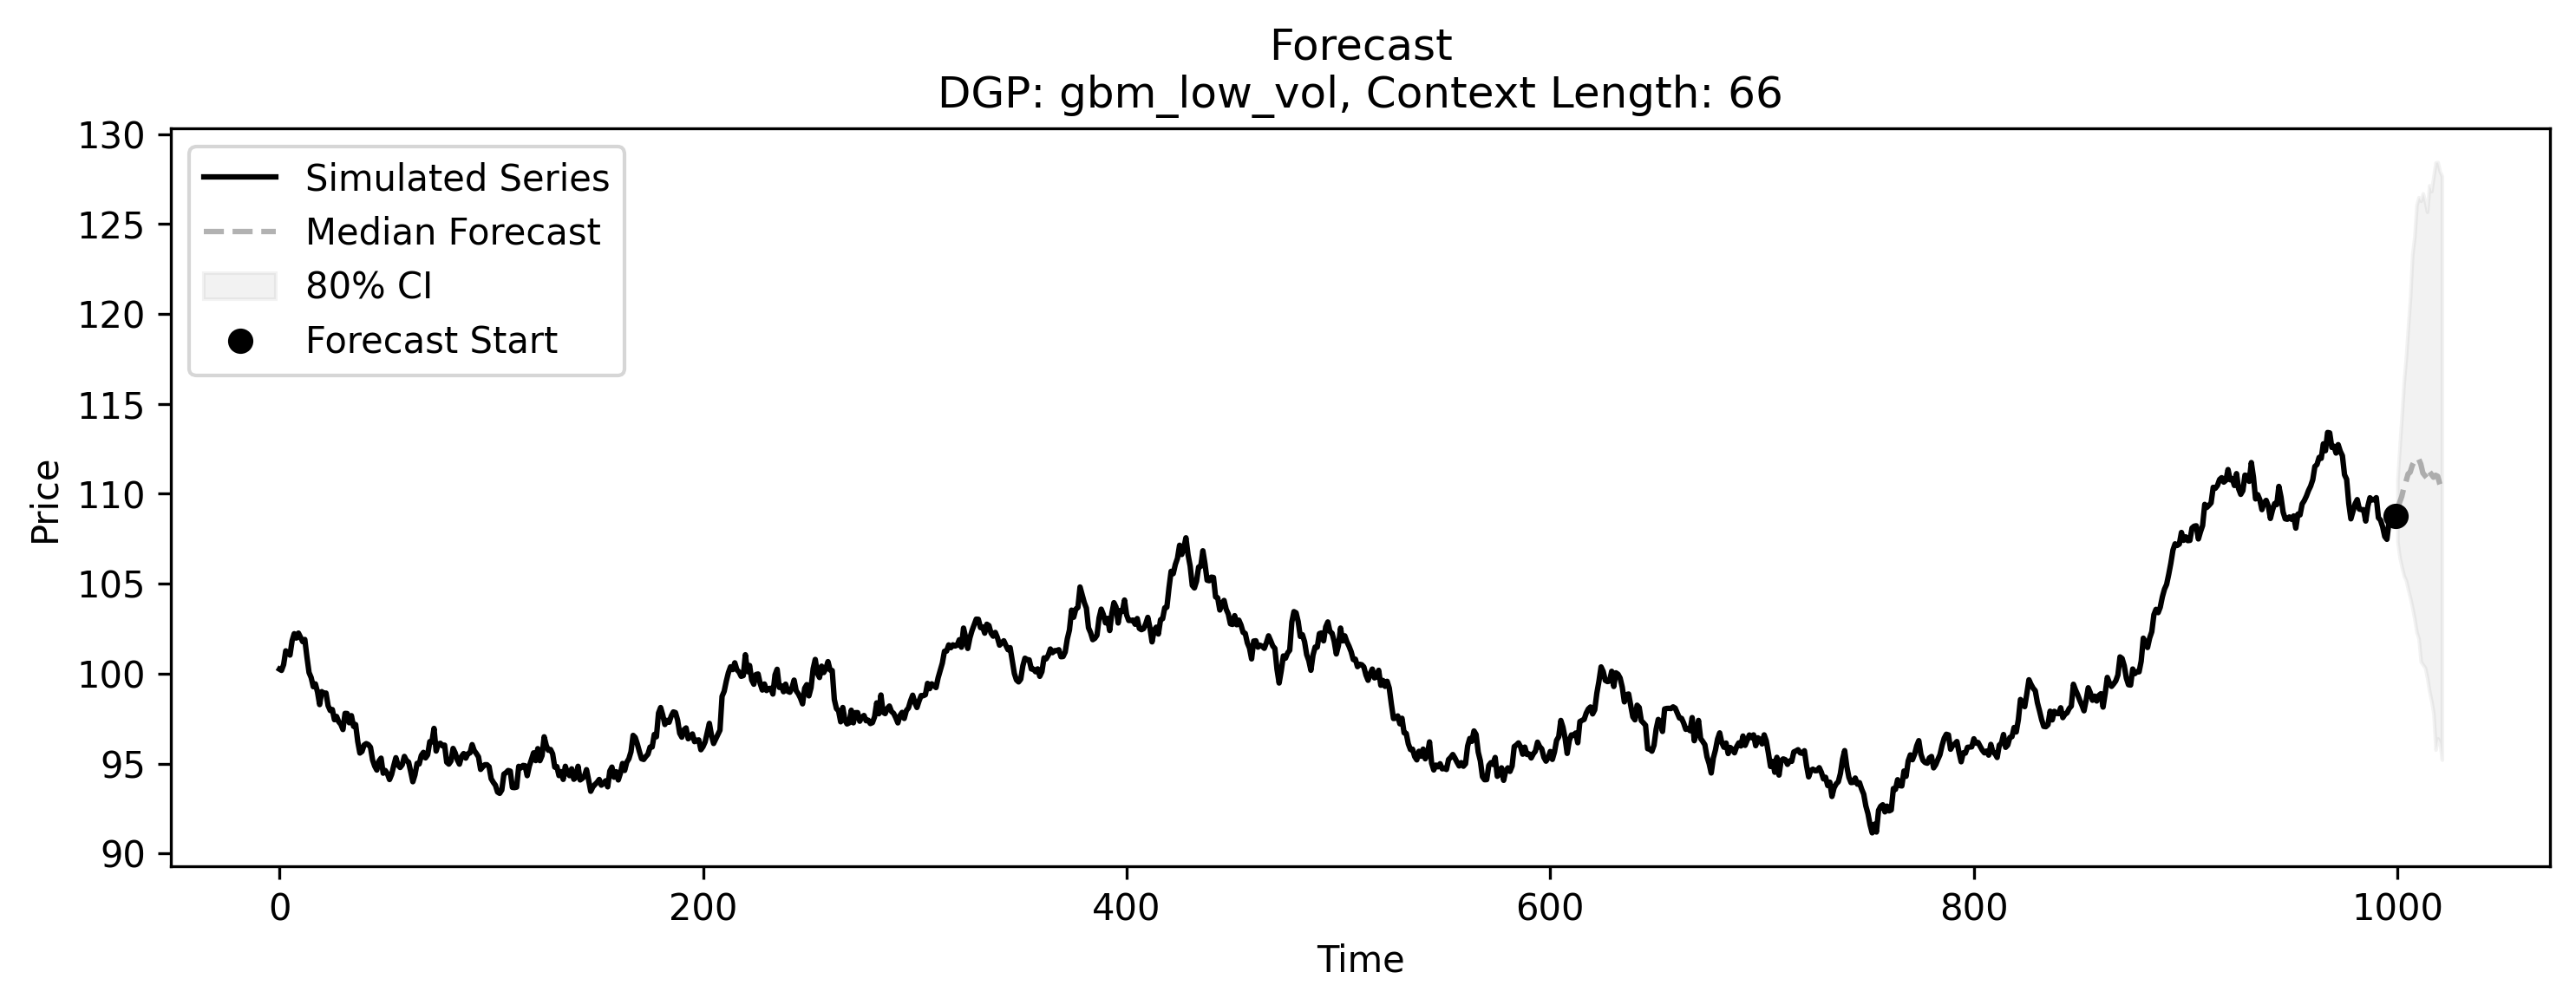 Forecast
DGP: gbm_low_vol, Context Length: 66
Price
130
125
120
115
110
105
100
95
90
Simulated Series
Median Forecast
80% CI
Forecast Start
0
200
400
600
800
1000
Time